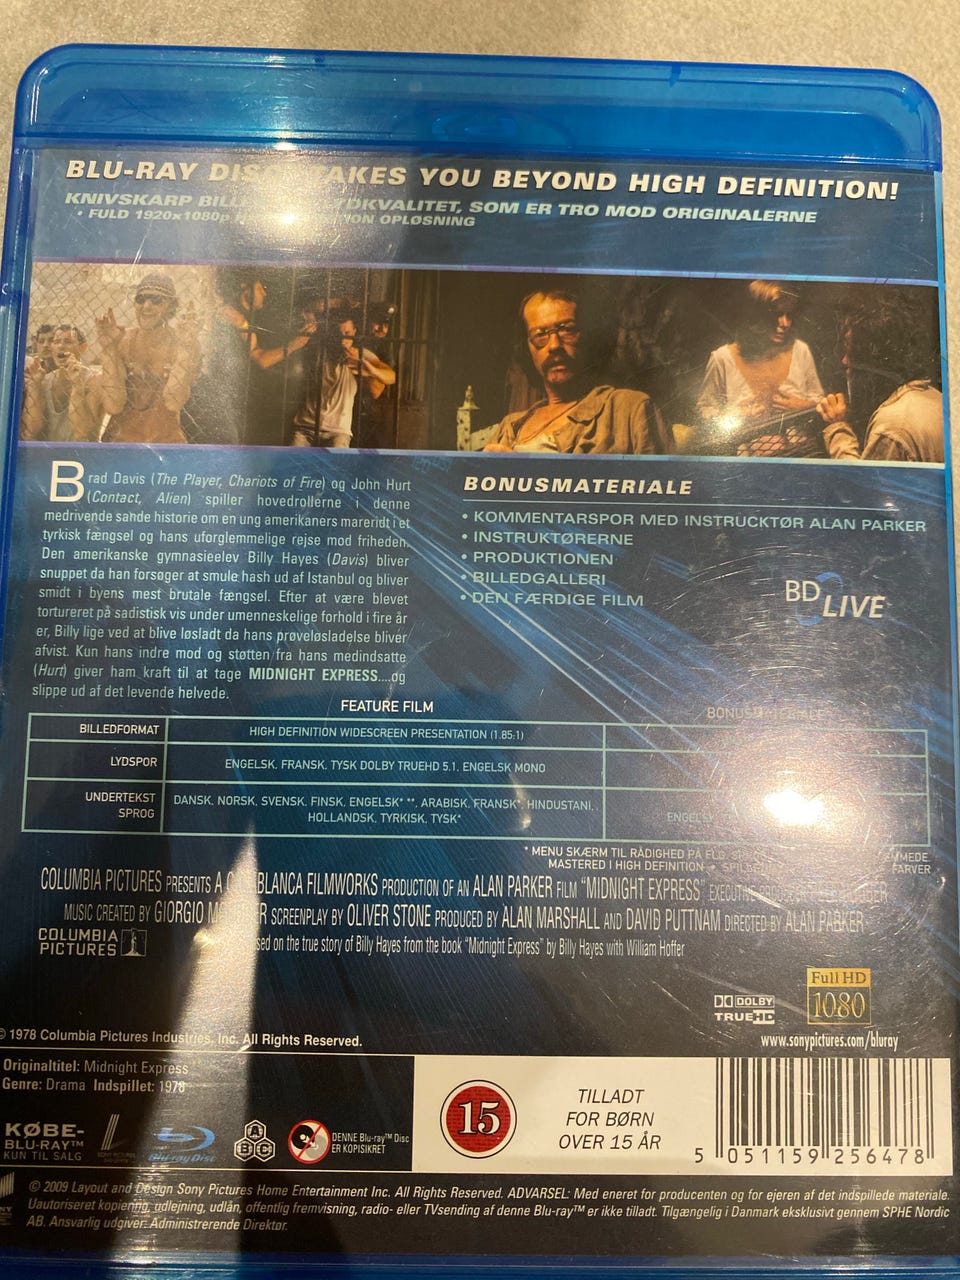 BLU-RAY DISC TAKES YOU BEYOND HIGH DEFINITION!
KNIVSKARP BILL YDKVALITET, SOM ER TRO MOD ORIGINALERNE
• FULD 1920x1080p ION OPLØSNING
Brad Davis (The Player, Chariots of Fire) og John Hurt
(Contact, Alien) spiller hovedrollerne i denne
medrivende sande historie om en ung amerikaners mareridt i et
tyrkisk fængsel og hans uforglemmelige rejse mod friheden.
Den amerikanske gymnasieelev Billy Hayes (Davis) bliver
snuppet da han forsøger at smule hash ud af Istanbul og bliver
smidt i byens mest brutale fængsel. Efter at være blevet
tortureret på sadistisk vis under umenneskelige forhold i fire år
er, Billy lige ved at blive løsladt da hans prøveløsladelse bliver
afvist. Kun hans indre mod og støtten fra hans medindsatte
(Hurt) giver ham kraft til at tage MIDNIGHT EXPRESS....og
slippe ud af det levende helvede.
BONUSMATERIALE
• KOMMENTARSPOR MED INSTRUCKTØR ALAN PARKER
• INSTRUKTØRERNE
• PRODUKTIONEN
• BILLEDGALLERI
• DEN FÆRDIGE FILM
BD LIVE
FEATURE FILM
BILLEDFORMAT HIGH DEFINITION WIDESCREEN PRESENTATION (1.85:1)
LYDSPOR ENGELSK, FRANSK, TYSK DOLBY TRUEHD 5.1, ENGELSK MONO
UNDERTEKST SPROG DANSK, NORSK, SVENSK, FINSK, ENGELSK* **, ARABISK, FRANSK*, HINDUSTANI,
HOLLANDSK, TYRKISK, TYSK*
ENGELSK
* MENU SKÆRM TIL RÅDIGHED PÅ
MASTERED IN HIGH DEFINITION FARVER
COLUMBIA PICTURES PRESENTS A CASABLANCA FILMWORKS PRODUCTION OF AN ALAN PARKER FILM "MIDNIGHT EXPRESS" EXECUTIVE
MUSIC CREATED BY GIORGIO SCREENPLAY BY OLIVER STONE PRODUCED BY ALAN MARSHALL AND DAVID PUTTNAM DIRECTED BY ALAN PARKER
COLUMBIA
PICTURES
based on the true story of Billy Hayes from the book "Midnight Express" by Billy Hayes with William Hoffer
DOLBY
TRUEHD
Full HD
1080
www.sonypictures.com/bluray
© 1978 Columbia Pictures Industries, Inc. All Rights Reserved.
Originaltitel: Midnight Express
Genre: Drama Indspillet: 1978
KØBE-
BLU-RAY™
KUN TIL SALG
Blu-ray Disc
A
B C
DENNE Blu-ray™ Disc
ER KOPISIKRET
15
TILLADT
FOR BØRN
OVER 15 ÅR
5 051159 256478
© 2009 Layout and Design Sony Pictures Home Entertainment Inc. All Rights Reserved. ADVARSEL: Med eneret for producenten og for ejeren af det indspillede materiale.
Uautoriseret kopiering, udlejning, udlån, offentlig fremvisning, radio- eller TVsending af denne Blu-ray™ er ikke tilladt. Tilgængelig i Danmark eksklusivt gennem SPHE Nordic
AB. Ansvarlig udgiver: Administrerende Direktør.